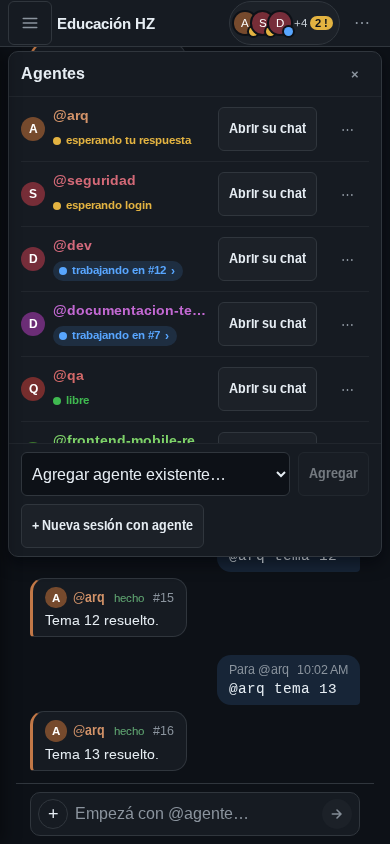 Educación HZ
A S D +4 2 ! ...
Agentes ×
A @arq
esperando tu respuesta
Abrir su chat ...
S @seguridad
esperando login
Abrir su chat ...
D @dev
trabajando en #12 ›
Abrir su chat ...
D @documentacion-te...
trabajando en #7 ›
Abrir su chat ...
Q @qa
libre
Abrir su chat ...
@frontend-mobile-re
Agregar agente existente... Agregar
+ Nueva sesión con agente
@arq tema 12
A @arq hecho #15
Tema 12 resuelto.
Para @arq 10:02 AM
@arq tema 13
A @arq hecho #16
Tema 13 resuelto.
+ Empezá con @agente...